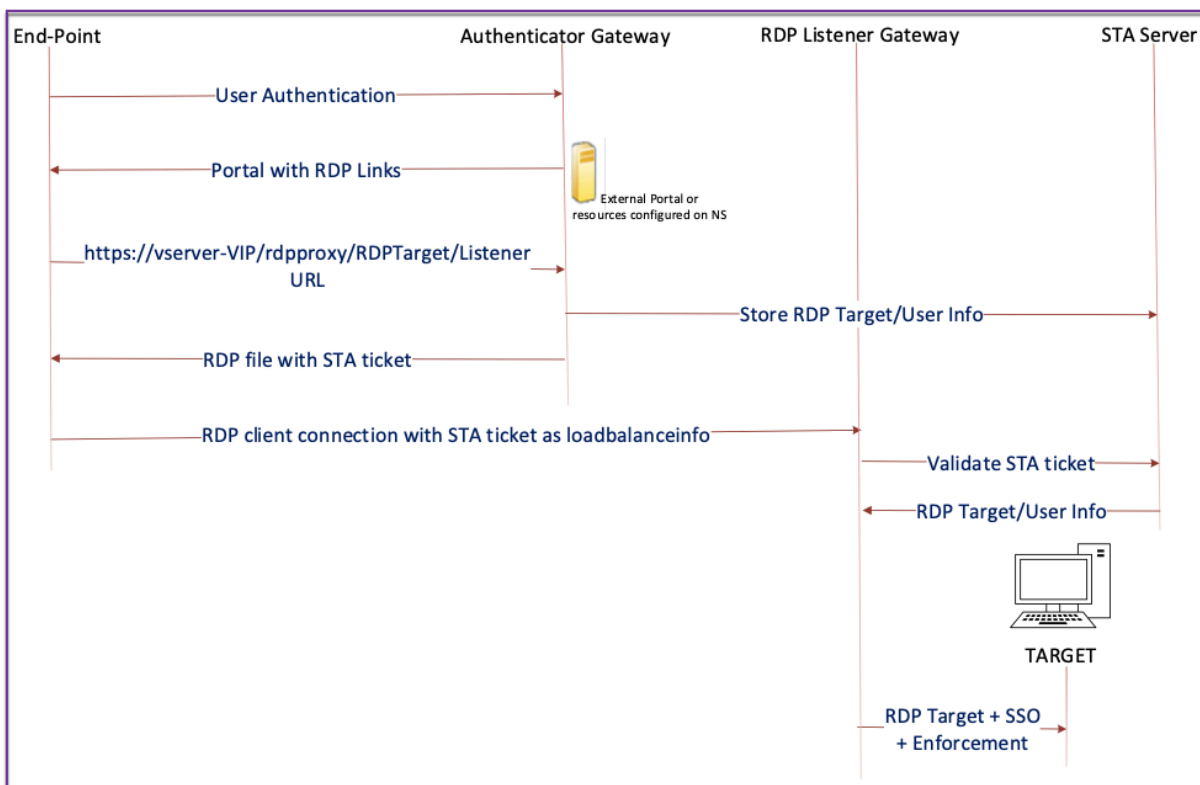 End-Point
Authenticator Gateway
RDP Listener Gateway
STA Server
User Authentication
Portal with RDP Links
External Portal or
resources configured on NS
https://vserver-VIP/rdpproxy/RDPTarget/Listener
URL
Store RDP Target/User Info
RDP file with STA ticket
RDP client connection with STA ticket as loadbalanceinfo
Validate STA ticket
RDP Target/User Info
TARGET
RDP Target + SSO
+ Enforcement